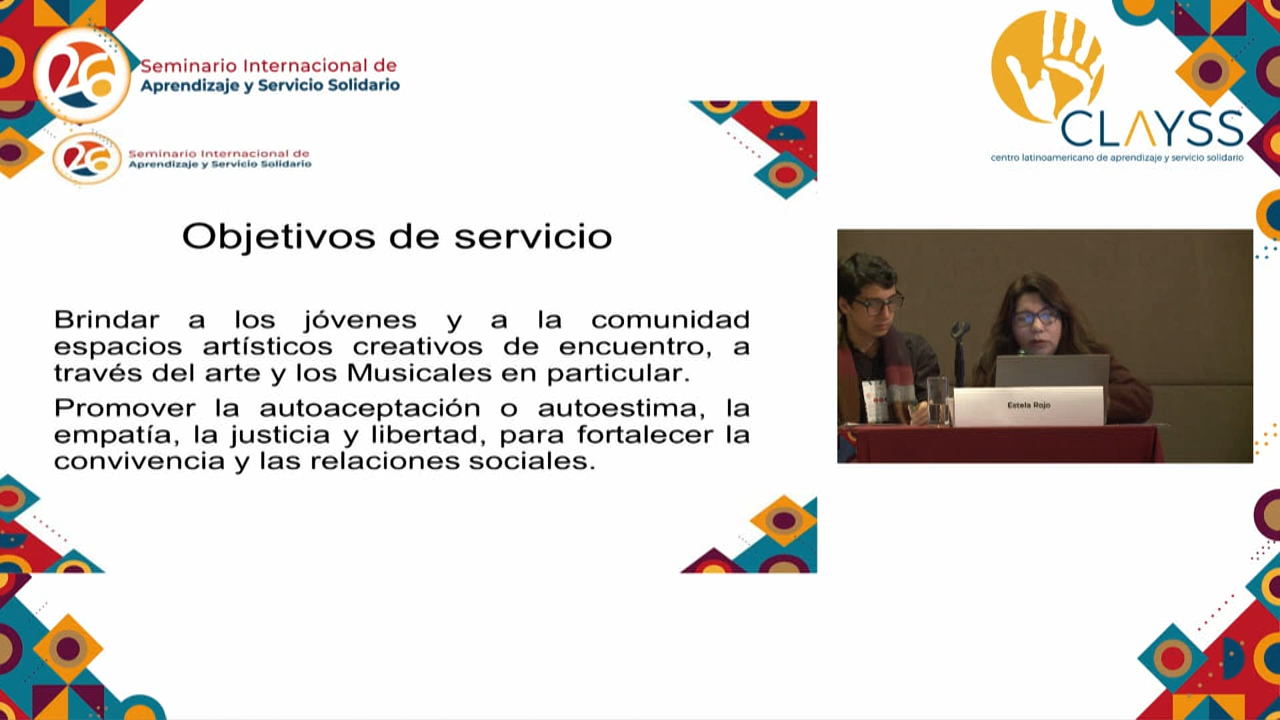 26
Seminario Internacional de
Aprendizaje y Servicio Solidario
26
Seminario Internacional de
Aprendizaje y Servicio Solidario
CLAYSS
centro latinoamericano de aprendizaje y servicio solidario
Objetivos de servicio
Brindar a los jóvenes y a la comunidad
espacios artísticos creativos de encuentro, a
través del arte y los Musicales en particular.
Promover la autoaceptación o autoestima, la
empatía, la justicia y libertad, para fortalecer la
convivencia y las relaciones sociales.
Estela Rojo